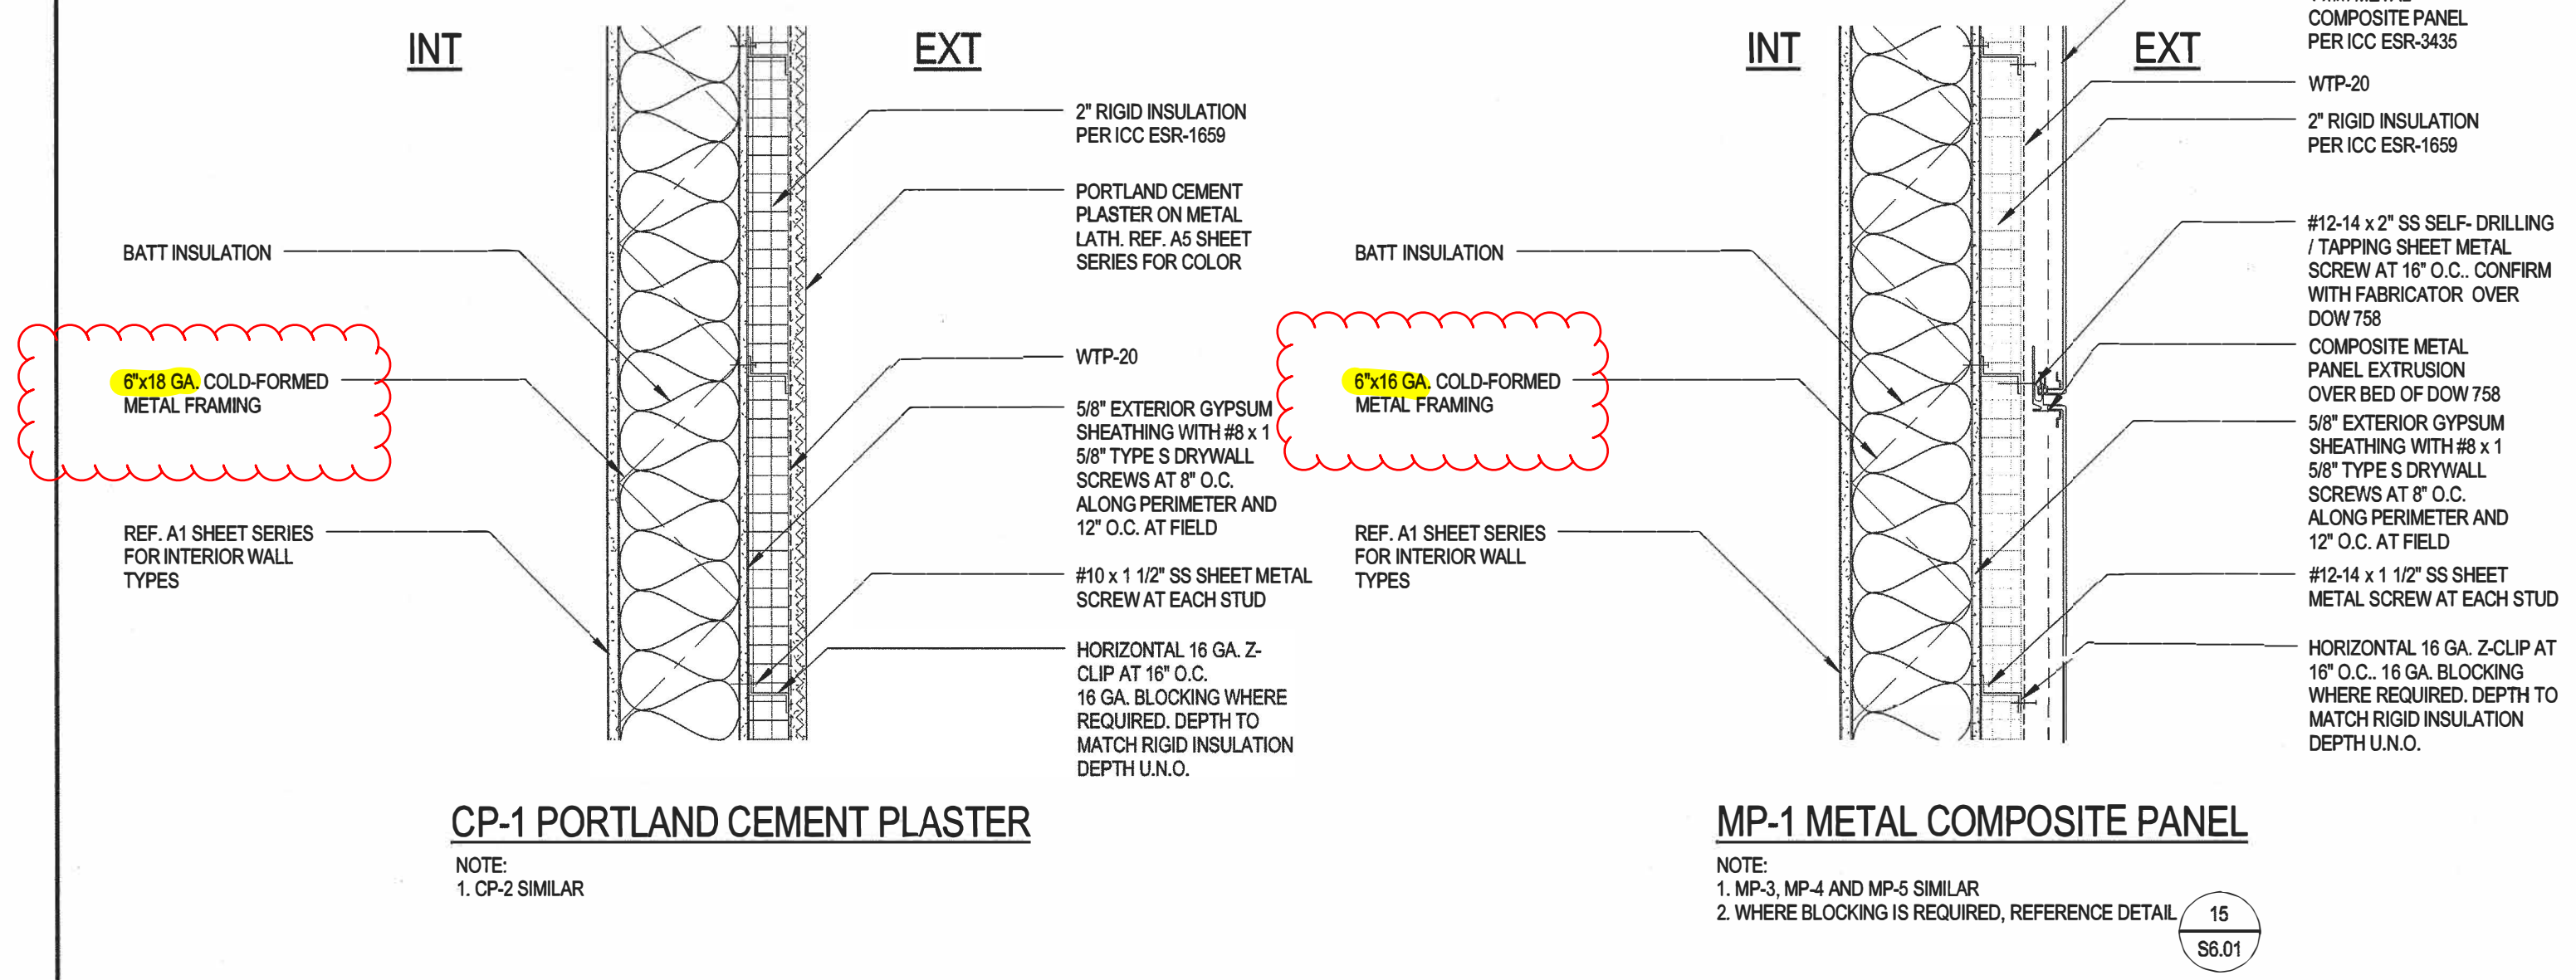 INT
EXT
2" RIGID INSULATION
PER ICC ESR-1659
PORTLAND CEMENT
PLASTER ON METAL
LATH. REF. A5 SHEET
SERIES FOR COLOR
BATT INSULATION
WTP-20
6"x18 GA. COLD-FORMED
METAL FRAMING
5/8" EXTERIOR GYPSUM
SHEATHING WITH #8 x 1
5/8" TYPE S DRYWALL
SCREWS AT 8" O.C.
ALONG PERIMETER AND
12" O.C. AT FIELD
REF. A1 SHEET SERIES
FOR INTERIOR WALL
TYPES
#10 x 1 1/2" SS SHEET METAL
SCREW AT EACH STUD
HORIZONTAL 16 GA. Z-
CLIP AT 16" O.C.
16 GA. BLOCKING WHERE
REQUIRED. DEPTH TO
MATCH RIGID INSULATION
DEPTH U.N.O.
CP-1 PORTLAND CEMENT PLASTER
NOTE:
1. CP-2 SIMILAR
INT
EXT
COMPOSITE PANEL
PER ICC ESR-3435
WTP-20
2" RIGID INSULATION
PER ICC ESR-1659
#12-14 x 2" SS SELF- DRILLING
/ TAPPING SHEET METAL
SCREW AT 16" O.C.. CONFIRM
WITH FABRICATOR OVER
DOW 758
BATT INSULATION
COMPOSITE METAL
PANEL EXTRUSION
OVER BED OF DOW 758
6"x16 GA. COLD-FORMED
METAL FRAMING
5/8" EXTERIOR GYPSUM
SHEATHING WITH #8 x 1
5/8" TYPE S DRYWALL
SCREWS AT 8" O.C.
ALONG PERIMETER AND
12" O.C. AT FIELD
REF. A1 SHEET SERIES
FOR INTERIOR WALL
TYPES
#12-14 x 1 1/2" SS SHEET
METAL SCREW AT EACH STUD
HORIZONTAL 16 GA. Z-CLIP AT
16" O.C.. 16 GA. BLOCKING
WHERE REQUIRED. DEPTH TO
MATCH RIGID INSULATION
DEPTH U.N.O.
MP-1 METAL COMPOSITE PANEL
NOTE:
1. MP-3, MP-4 AND MP-5 SIMILAR
2. WHERE BLOCKING IS REQUIRED, REFERENCE DETAIL
15
S6.01